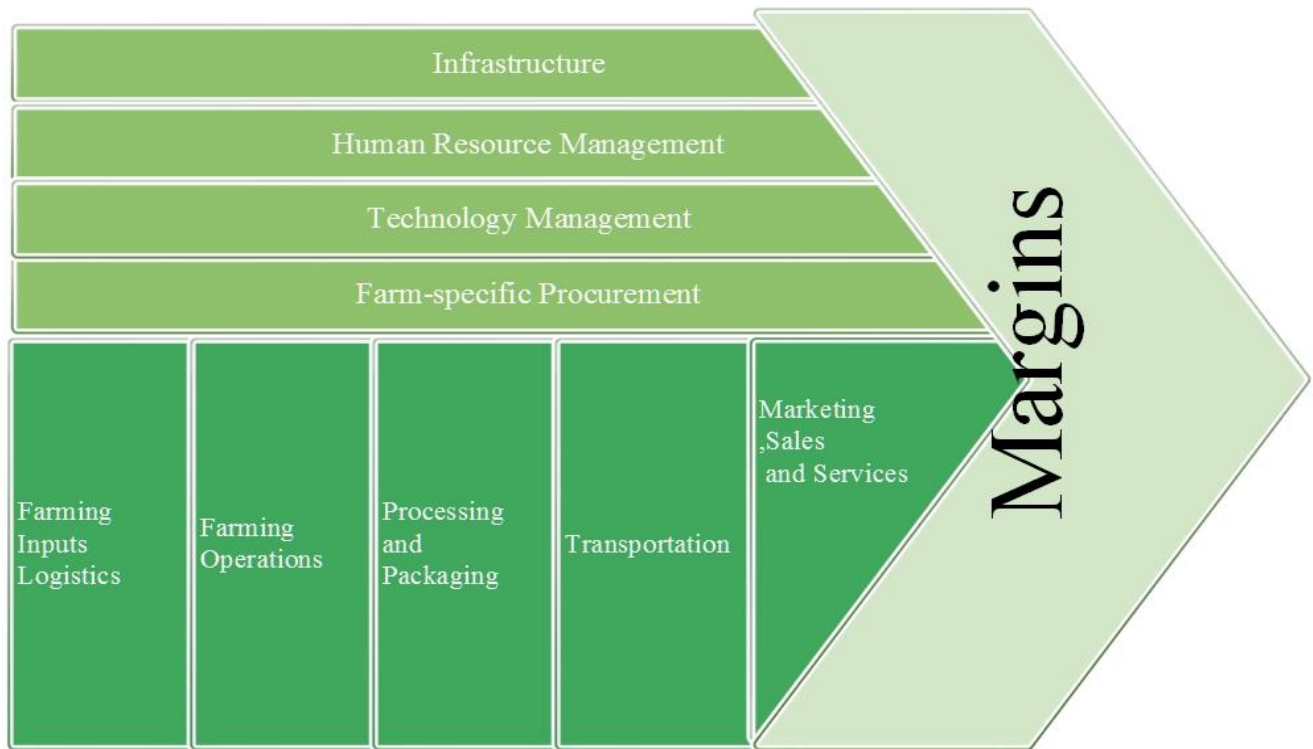 Infrastructure
Human Resource Management
Technology Management
Farm-specific Procurement
Farming
Inputs
Logistics
Farming
Operations
Processing
and
Packaging
Transportation
Marketing
,Sales
and Services
Margins